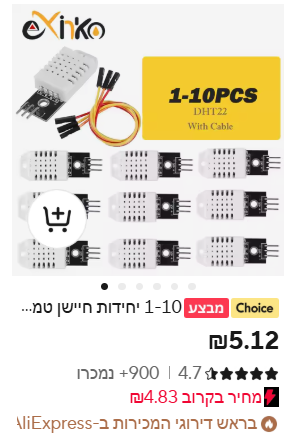 eXinko
1-10PCS
DHT22
With Cable
Choice מבצע 1-10 יחידות חיישן טמ...
₪5.12
4.7 | 900+ נמכרו
מחיר בקרוב ₪4.83
בראש דירוגי המכירות ב-AliExpress